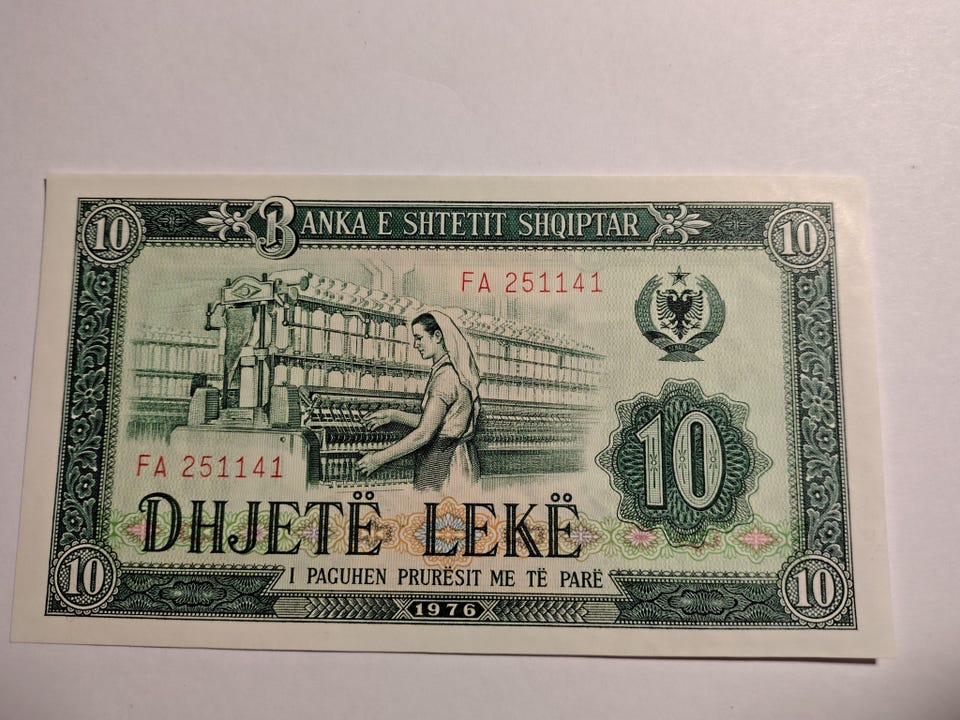 10 BANKA E SHTETIT SHQIPTAR 10
FA 251141
10
FA 251141
DHJETË LEKË
I PAGUHEN PRURËSIT ME TË PARË
10 1976 10